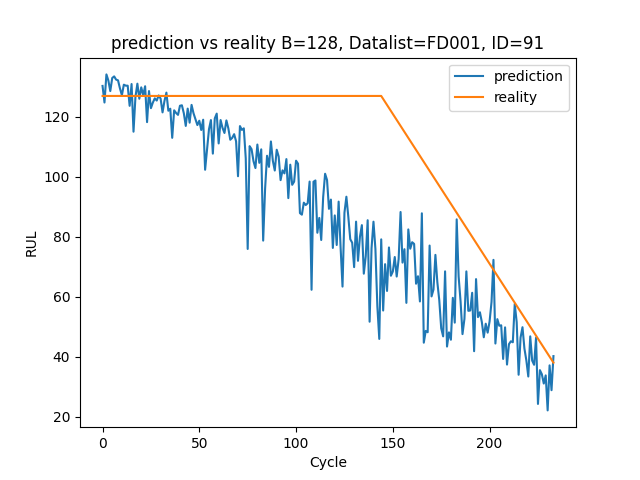 prediction vs reality B=128, Datalist=FD001, ID=91
prediction
reality
RUL
120
100
80
60
40
20
0
50
100
150
200
Cycle